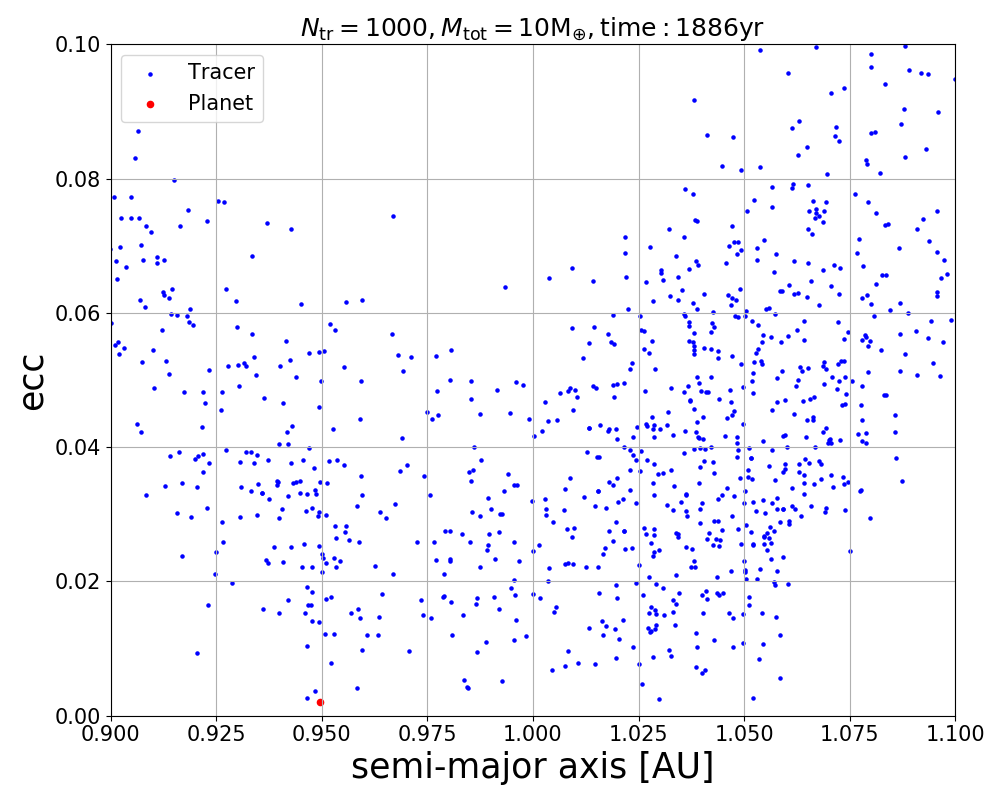 N_tr = 1000, M_tot = 10M_⊕, time : 1886yr
Tracer
Planet
0.10
0.08
0.06
0.04
0.02
0.00
ecc
0.900 0.925 0.950 0.975 1.000 1.025 1.050 1.075 1.100
semi-major axis [AU]